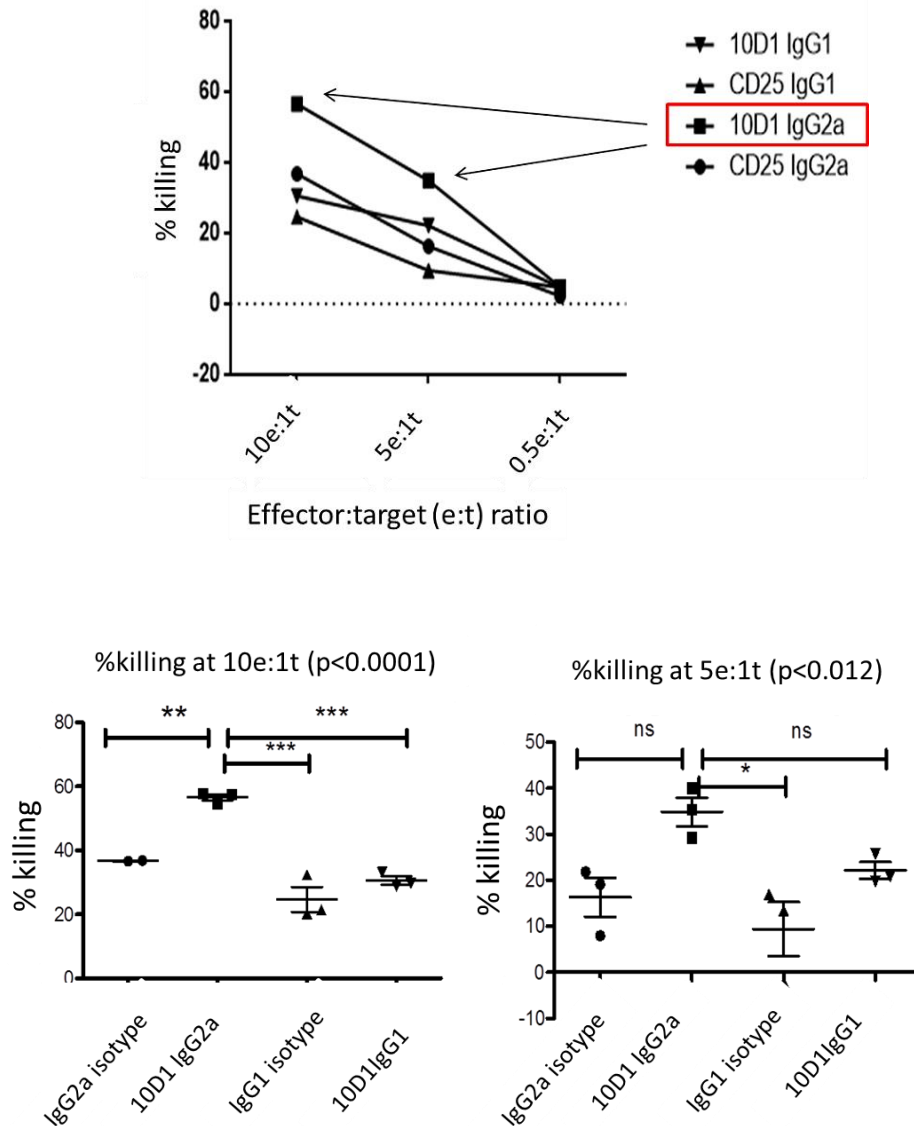 80
60
40
20
0
-20
% killing
10e:1t
5e:1t
0.5e:1t
Effector:target (e:t) ratio
10D1 IgG1
CD25 IgG1
10D1 IgG2a
CD25 IgG2a
%killing at 10e:1t (p<0.0001)
** ***
***
80
60
40
20
0
% killing
IgG2a isotype
10D1 IgG2a
IgG1 isotype
10D1IgG1
%killing at 5e:1t (p<0.012)
ns ns
*
50
40
30
20
10
0
-10
% killing
IgG2a isotype
10D1 IgG2a
IgG1 isotype
10D1IgG1